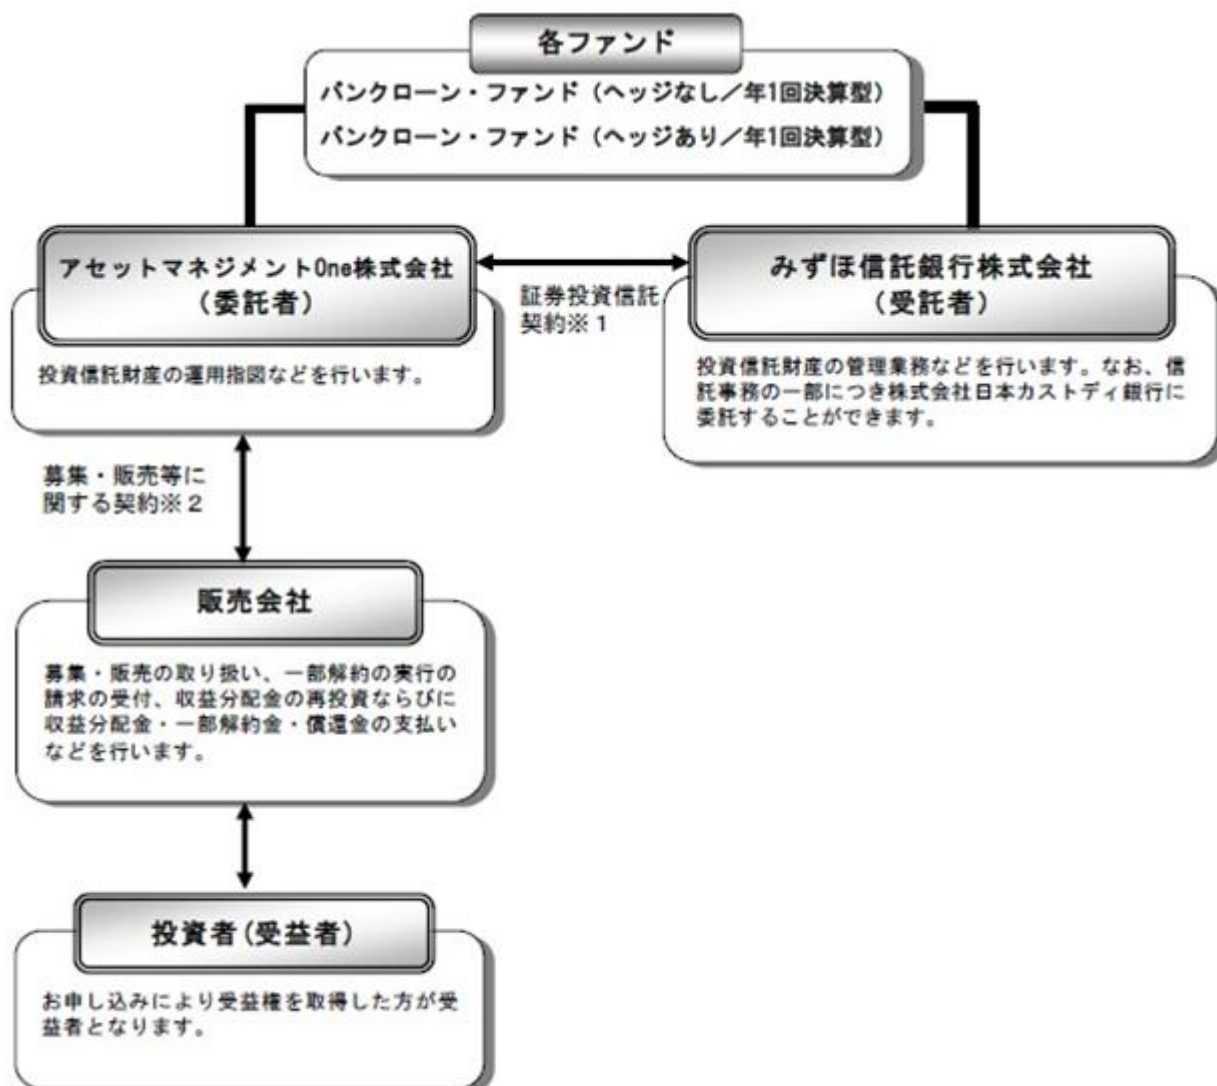 各ファンド
バンクローン・ファンド（ヘッジなし／年1回決算型）
バンクローン・ファンド（ヘッジあり／年1回決算型）
アセットマネジメントOne株式会社
（委託者）
投資信託財産の運用指図などを行います。
証券投資信託
契約※１
みずほ信託銀行株式会社
（受託者）
投資信託財産の管理業務などを行います。なお、信
託事務の一部につき株式会社日本カストディ銀行に
委託することができます。
募集・販売等に
関する契約※２
販売会社
募集・販売の取り扱い、一部解約の実行の
請求の受付、収益分配金の再投資ならびに
収益分配金・一部解約金・償還金の支払い
などを行います。
投資者(受益者)
お申し込みにより受益権を取得した方が受
益者となります。